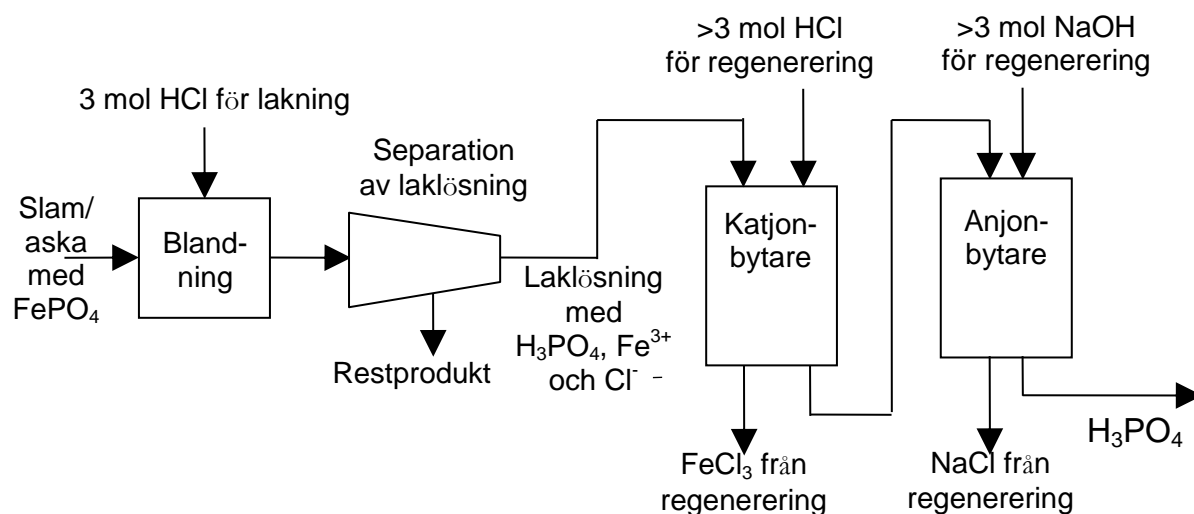 >3 mol HCl
för regenerering
>3 mol NaOH
för regenerering
3 mol HCl för lakning
Separation
av laklösning
Slam/
aska
med
FePO₄
Bland-
ning
Katjon-
bytare
Anjon-
bytare
Laklösning
med
H₃PO₄, Fe³⁺
och Cl⁻ –
Restprodukt
H₃PO₄
FeCl₃ från
regenerering
NaCl från
regenerering